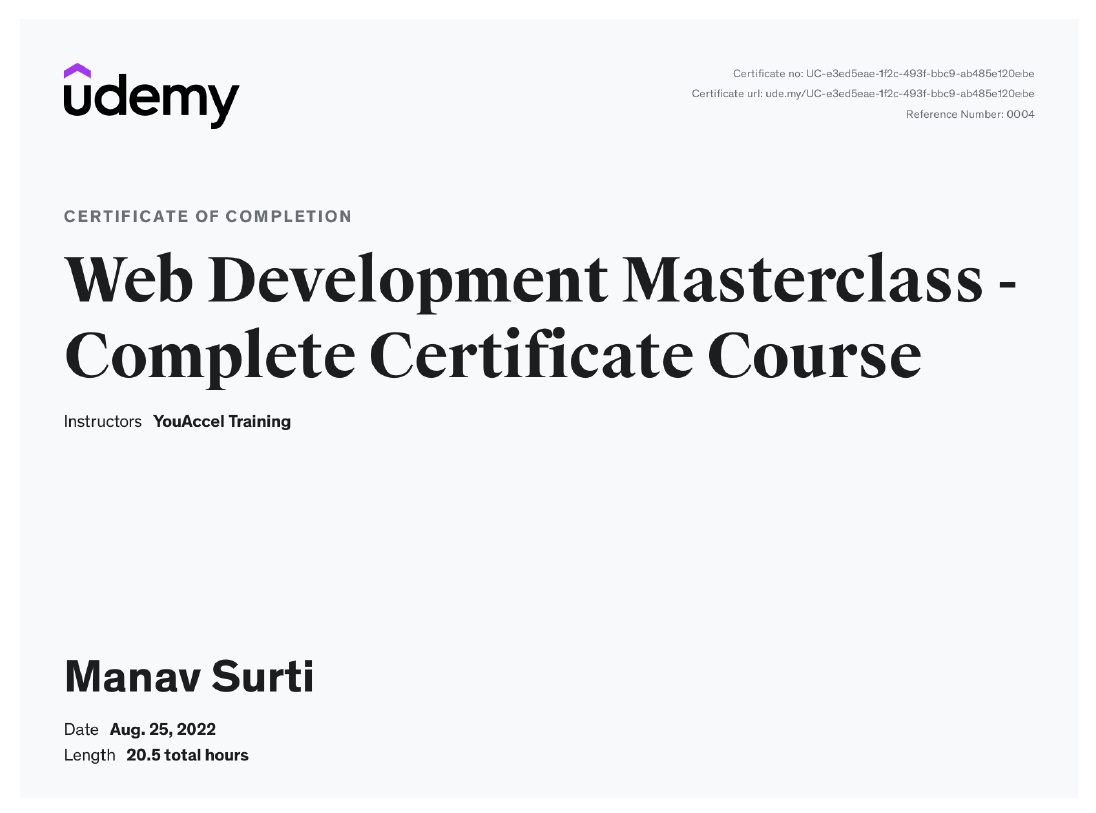 udemy
Certificate no: UC-e3ed5eae-1f2c-493f-bbc9-ab485e120ebe
Certificate url: ude.my/UC-e3ed5eae-1f2c-493f-bbc9-ab485e120ebe
Reference Number: 0004
CERTIFICATE OF COMPLETION
Web Development Masterclass -
Complete Certificate Course
Instructors YouAccel Training
Manav Surti
Date Aug. 25, 2022
Length 20.5 total hours